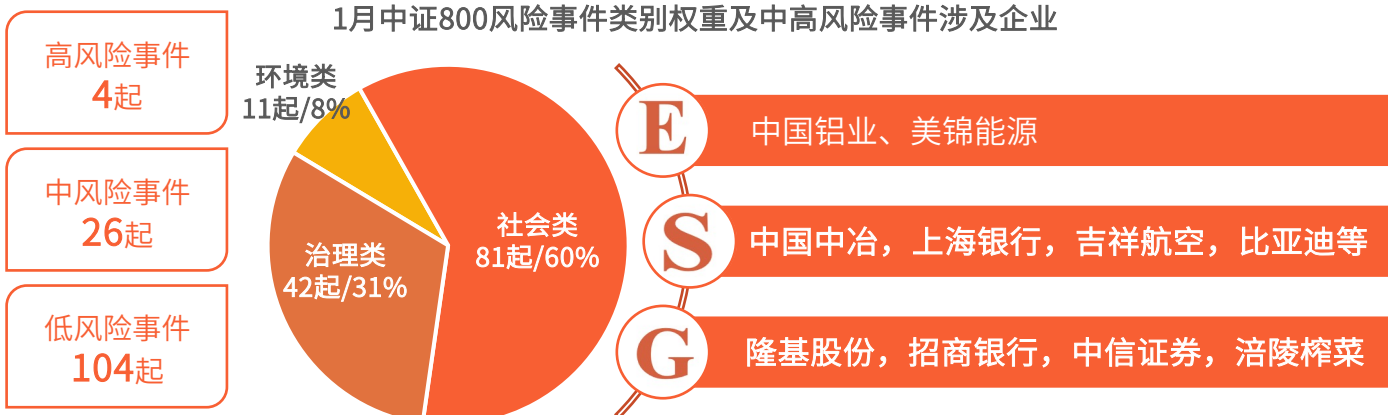 1月中证800风险事件类别权重及中高风险事件涉及企业
高风险事件
4起
中风险事件
26起
低风险事件
104起
环境类
11起/8%
社会类
81起/60%
治理类
42起/31%
E
中国铝业、美锦能源
S
中国中冶，上海银行，吉祥航空，比亚迪等
G
隆基股份，招商银行，中信证券，涪陵榨菜